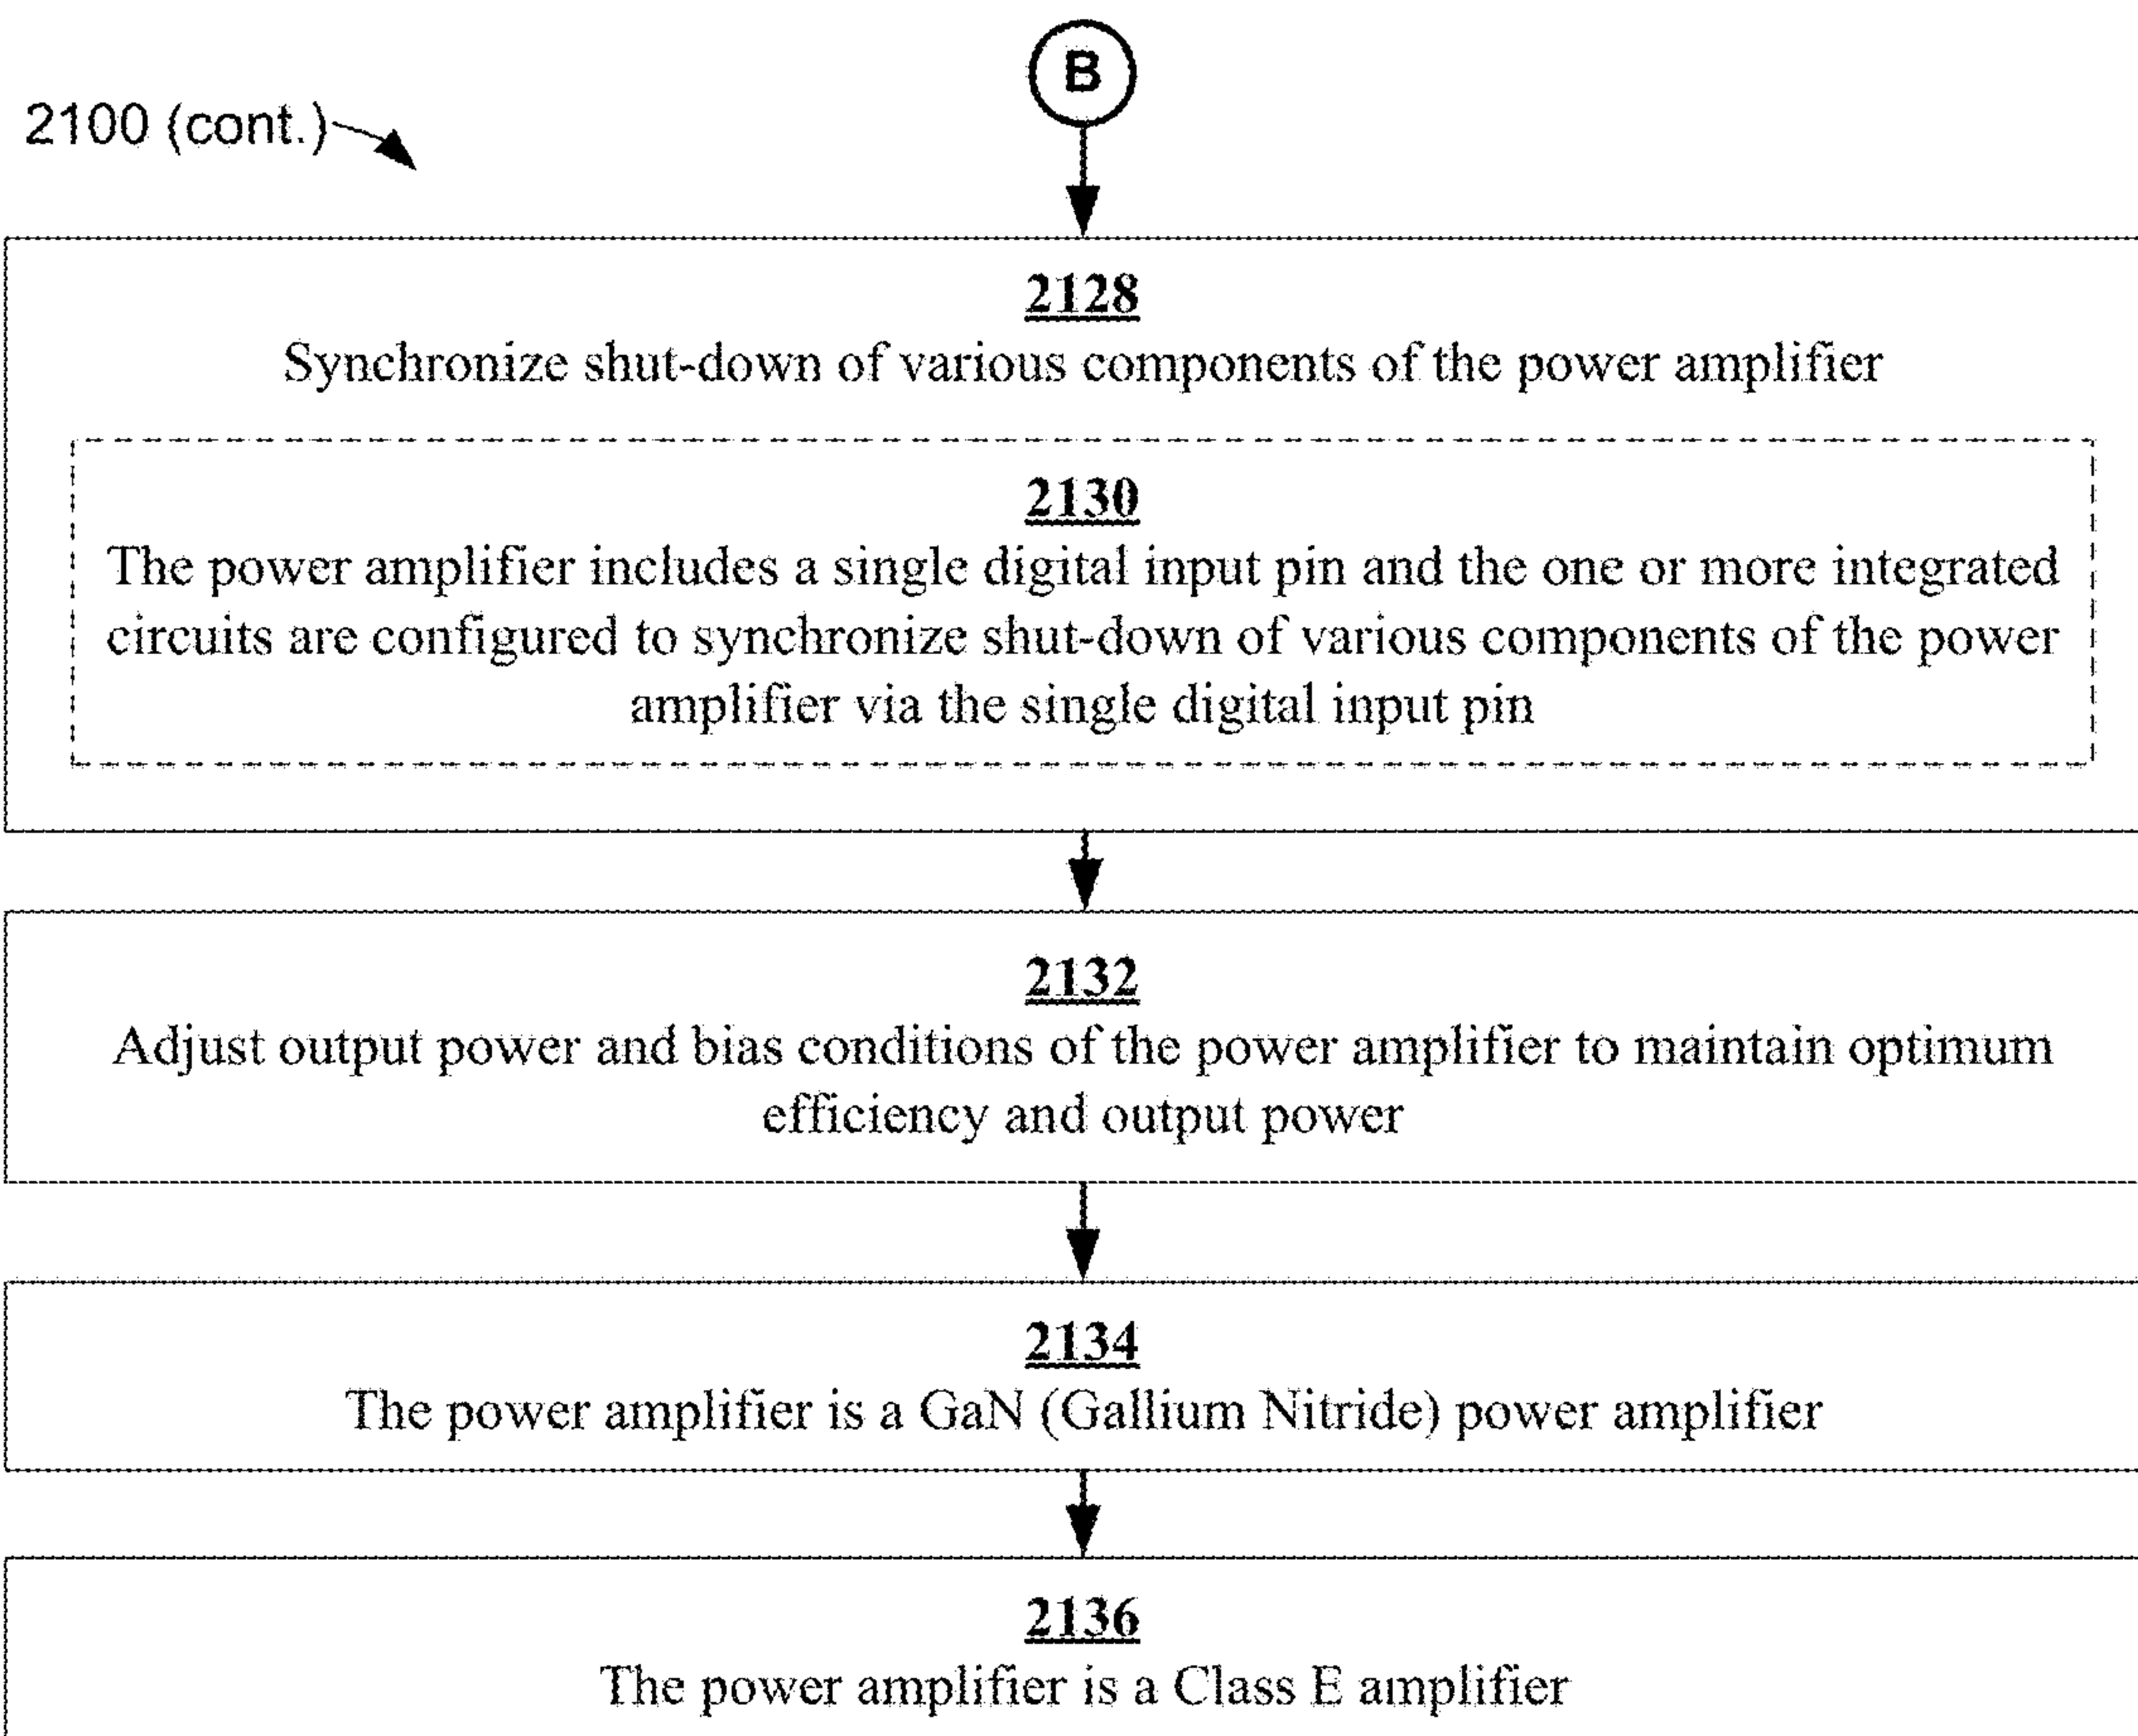 B
2100 (cont.)
2128
Synchronize shut-down of various components of the power amplifier
2130
The power amplifier includes a single digital input pin and the one or more integrated
circuits are configured to synchronize shut-down of various components of the power
amplifier via the single digital input pin
2132
Adjust output power and bias conditions of the power amplifier to maintain optimum
efficiency and output power
2134
The power amplifier is a GaN (Gallium Nitride) power amplifier
2136
The power amplifier is a Class E amplifier